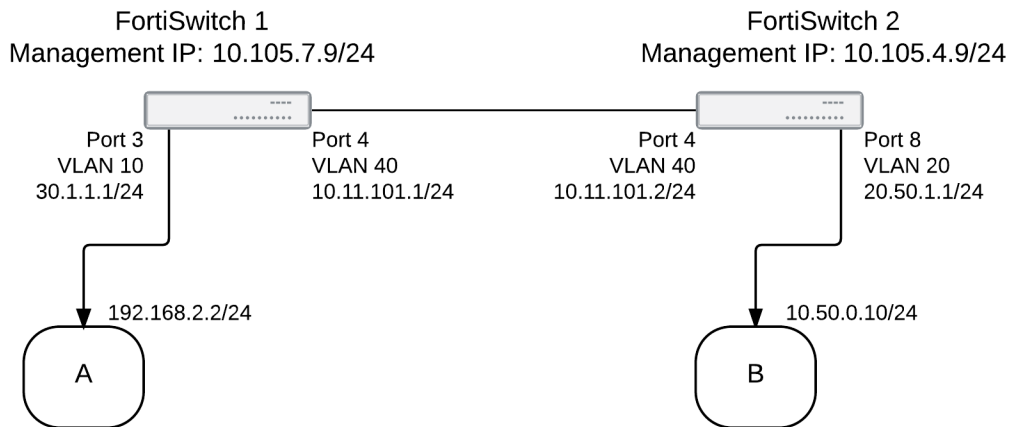 FortiSwitch 1
Management IP: 10.105.7.9/24
FortiSwitch 2
Management IP: 10.105.4.9/24
Port 3
VLAN 10
30.1.1.1/24
Port 4
VLAN 40
10.11.101.1/24
Port 4
VLAN 40
10.11.101.2/24
Port 8
VLAN 20
20.50.1.1/24
192.168.2.2/24
A
10.50.0.10/24
B